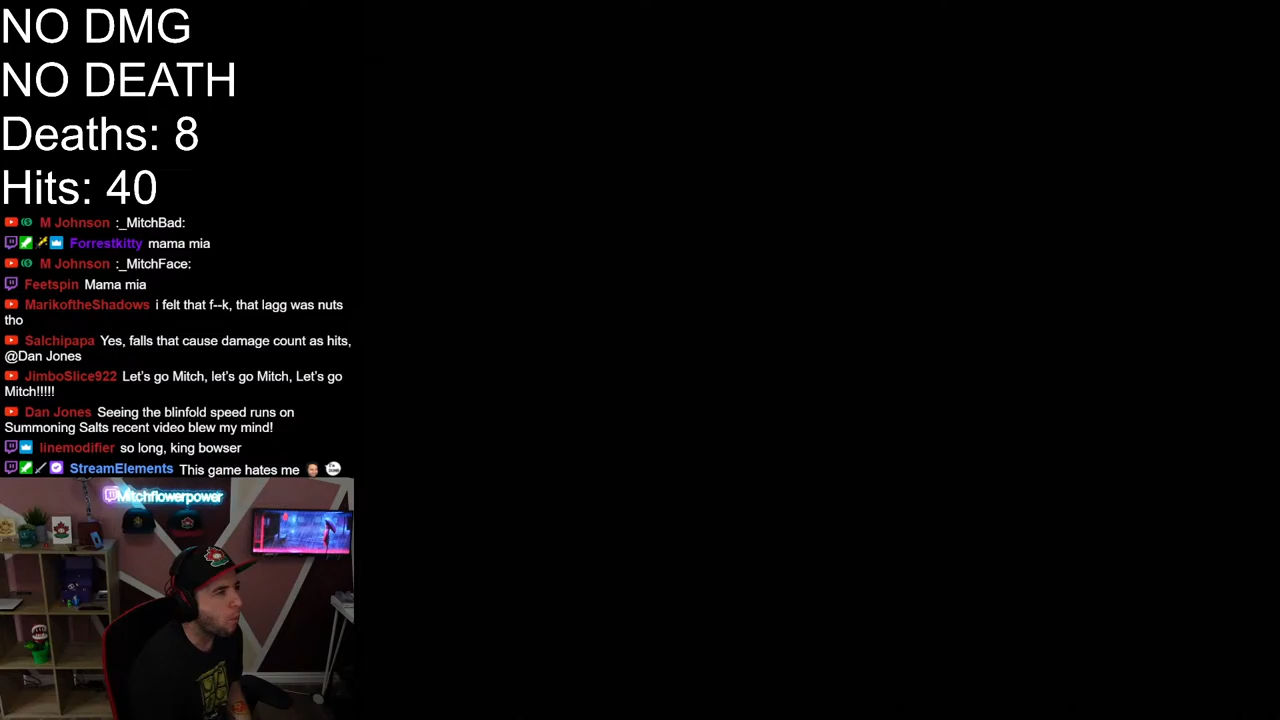 NO DMG
NO DEATH
Deaths: 8
Hits: 40
M Johnson :_MitchBad:
Forrestkitty mama mia
M Johnson :_MitchFace:
Feetspin Mama mia
MarikoftheShadows i felt that f--k, that lagg was nuts
tho
Salchipapa Yes, falls that cause damage count as hits,
@Dan Jones
JimboSlice922 Let's go Mitch, let's go Mitch, Let's go
Mitch!!!!!
Dan Jones Seeing the blinfold speed runs on
Summoning Salts recent video blew my mind!
linemodifier so long, king bowser
StreamElements This game hates me
Mitchflowerpower